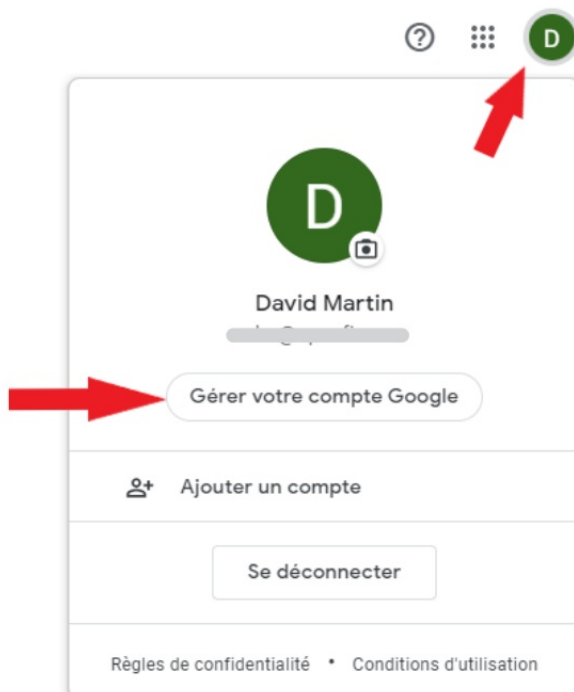 D
D
David Martin
Gérer votre compte Google
Ajouter un compte
Se déconnecter
Règles de confidentialité • Conditions d'utilisation